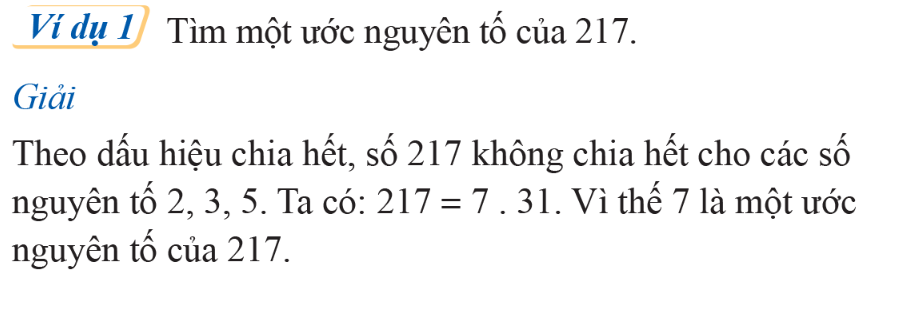 Ví dụ 1 Tìm một ước nguyên tố của 217.
Giải
Theo dấu hiệu chia hết, số 217 không chia hết cho các số
nguyên tố 2, 3, 5. Ta có: 217 = 7 . 31. Vì thế 7 là một ước
nguyên tố của 217.